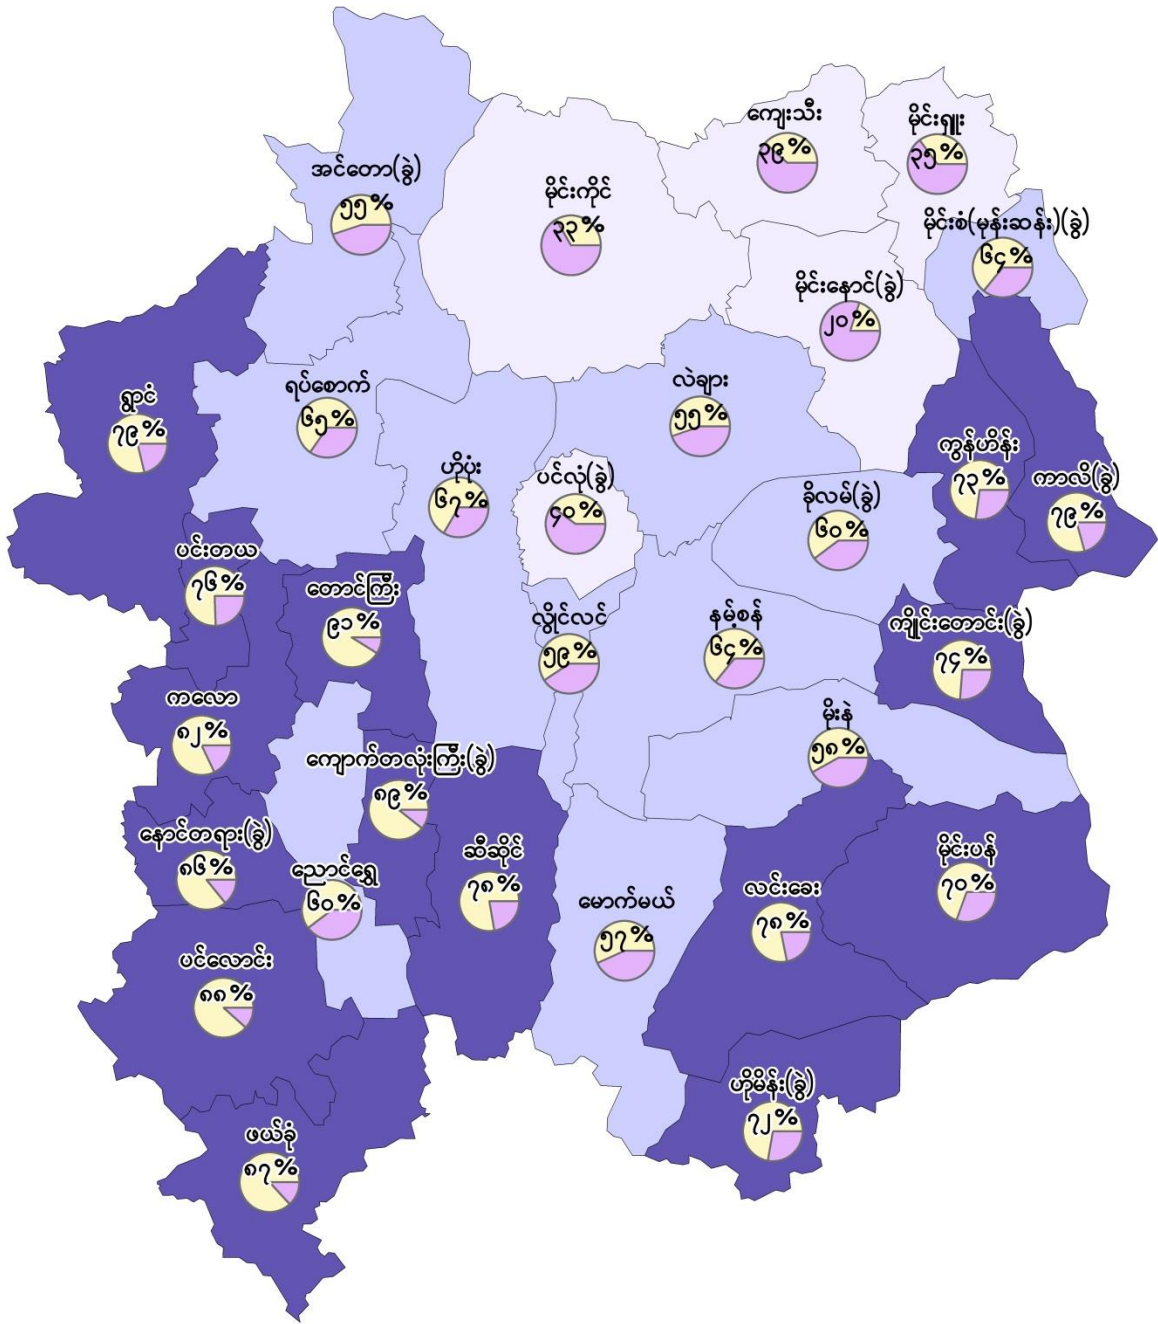 ကျေးသီး
၃၉%
မိုင်းရှူး
၃၅%
အင်တော(ခွဲ)
၅၅%
မိုင်းကိုင်
၃၃%
မိုင်းစံ(မုန်းဆန်း)(ခွဲ)
၆၄%
မိုင်းနောင်(ခွဲ)
၂၀%
ရွာငံ
၇၉%
ရပ်စောက်
၆၅%
လဲချား
၅၅%
ဟိုပုံး
၆၇%
ပင်လုံ(ခွဲ)
၄၀%
ခိုလမ်(ခွဲ)
၆၀%
ကွန်ဟိန်း
၇၃%
ကာလိ(ခွဲ)
၇၉%
ပင်းတယ
၇၆%
တောင်ကြီး
၉၁%
လွိုင်လင်
၅၉%
နမ့်စန်
၆၄%
ကျိုင်းတောင်း(ခွဲ)
၇၄%
ကလော
၈၂%
ကျောက်တလုံးကြီး(ခွဲ)
၈၉%
မိုးနဲ
၅၈%
နောင်တရား(ခွဲ)
၈၆%
ညောင်ရွှေ
၆၀%
ဆီဆိုင်
၇၈%
မောက်မယ်
၅၇%
လင်းခေး
၇၈%
မိုင်းပန်
၇၀%
ပင်လောင်း
၈၈%
ဟိုမိန်း(ခွဲ)
၇၂%
ဖယ်ခုံ
၈၇%